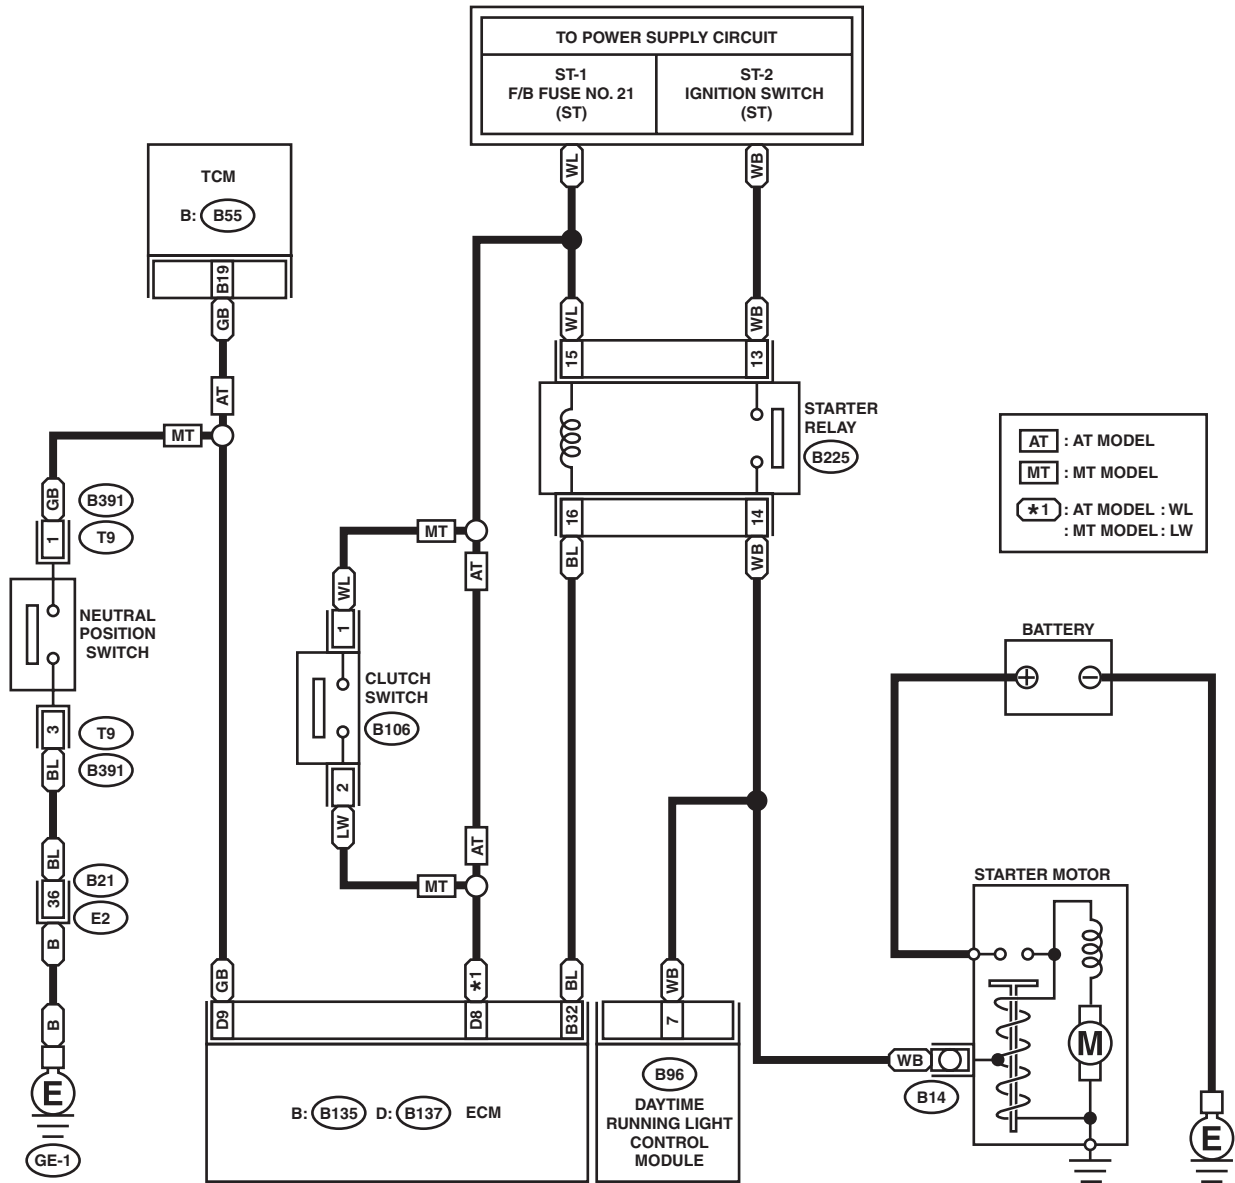 TO POWER SUPPLY CIRCUIT
ST-1
F/B FUSE NO. 21
(ST)
ST-2
IGNITION SWITCH
(ST)
WL
WB
TCM
B: B55
B19
GB
AT
MT
GB
B391
1
T9
NEUTRAL
POSITION
SWITCH
3
T9
BL
B391
BL
B21
36
E2
B
B
E
GE-1
WL
WB
15
13
STARTER
RELAY
B225
16
14
BL
WB
MT
AT
WL
1
CLUTCH
SWITCH
B106
2
LW
AT
MT
AT : AT MODEL
MT : MT MODEL
*1 : AT MODEL : WL
: MT MODEL : LW
BATTERY
+
−
STARTER MOTOR
M
WB
B14
E
GB
*1
BL
WB
D9
D8
B32
7
B: B135 D: B137 ECM
B96
DAYTIME
RUNNING LIGHT
CONTROL
MODULE